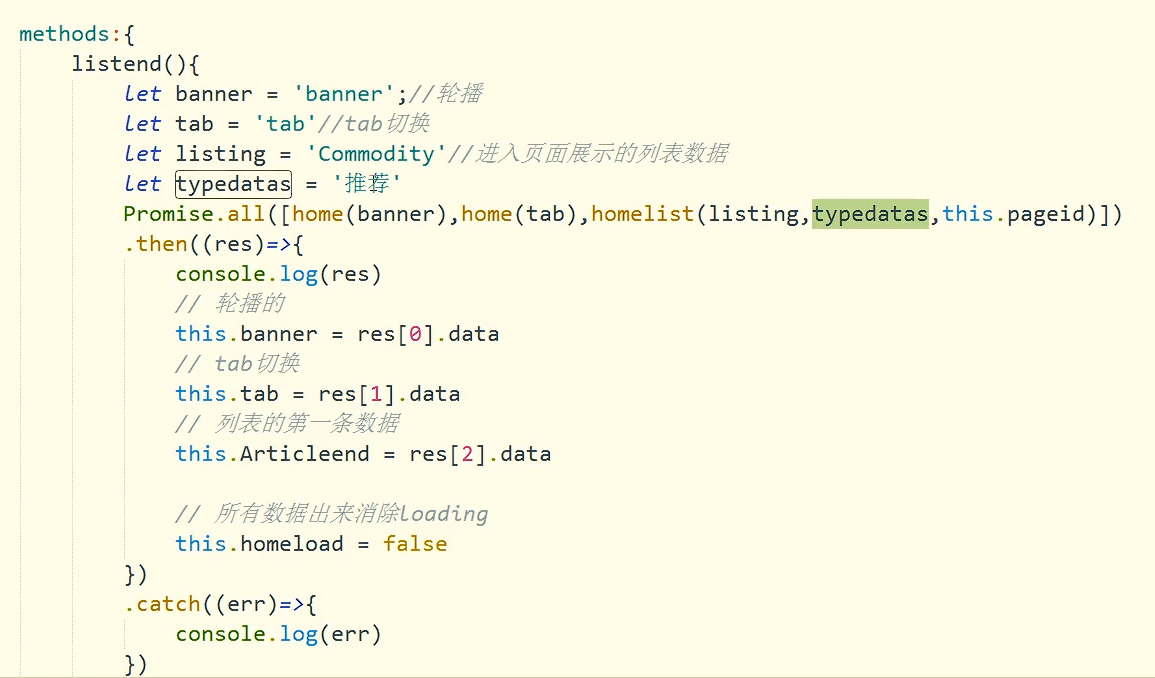 methods:{
listend(){
let banner = 'banner';//轮播
let tab = 'tab'//tab切换
let listing = 'Commodity'//进入页面展示的列表数据
let typedatas = '推荐'
Promise.all([home(banner),home(tab),homelist(listing,typedatas,this.pageid)])
.then((res)=>{
console.log(res)
// 轮播的
this.banner = res[0].data
// tab切换
this.tab = res[1].data
// 列表的第一条数据
this.Articleend = res[2].data
// 所有数据出来消除loading
this.homeload = false
})
.catch((err)=>{
console.log(err)
})